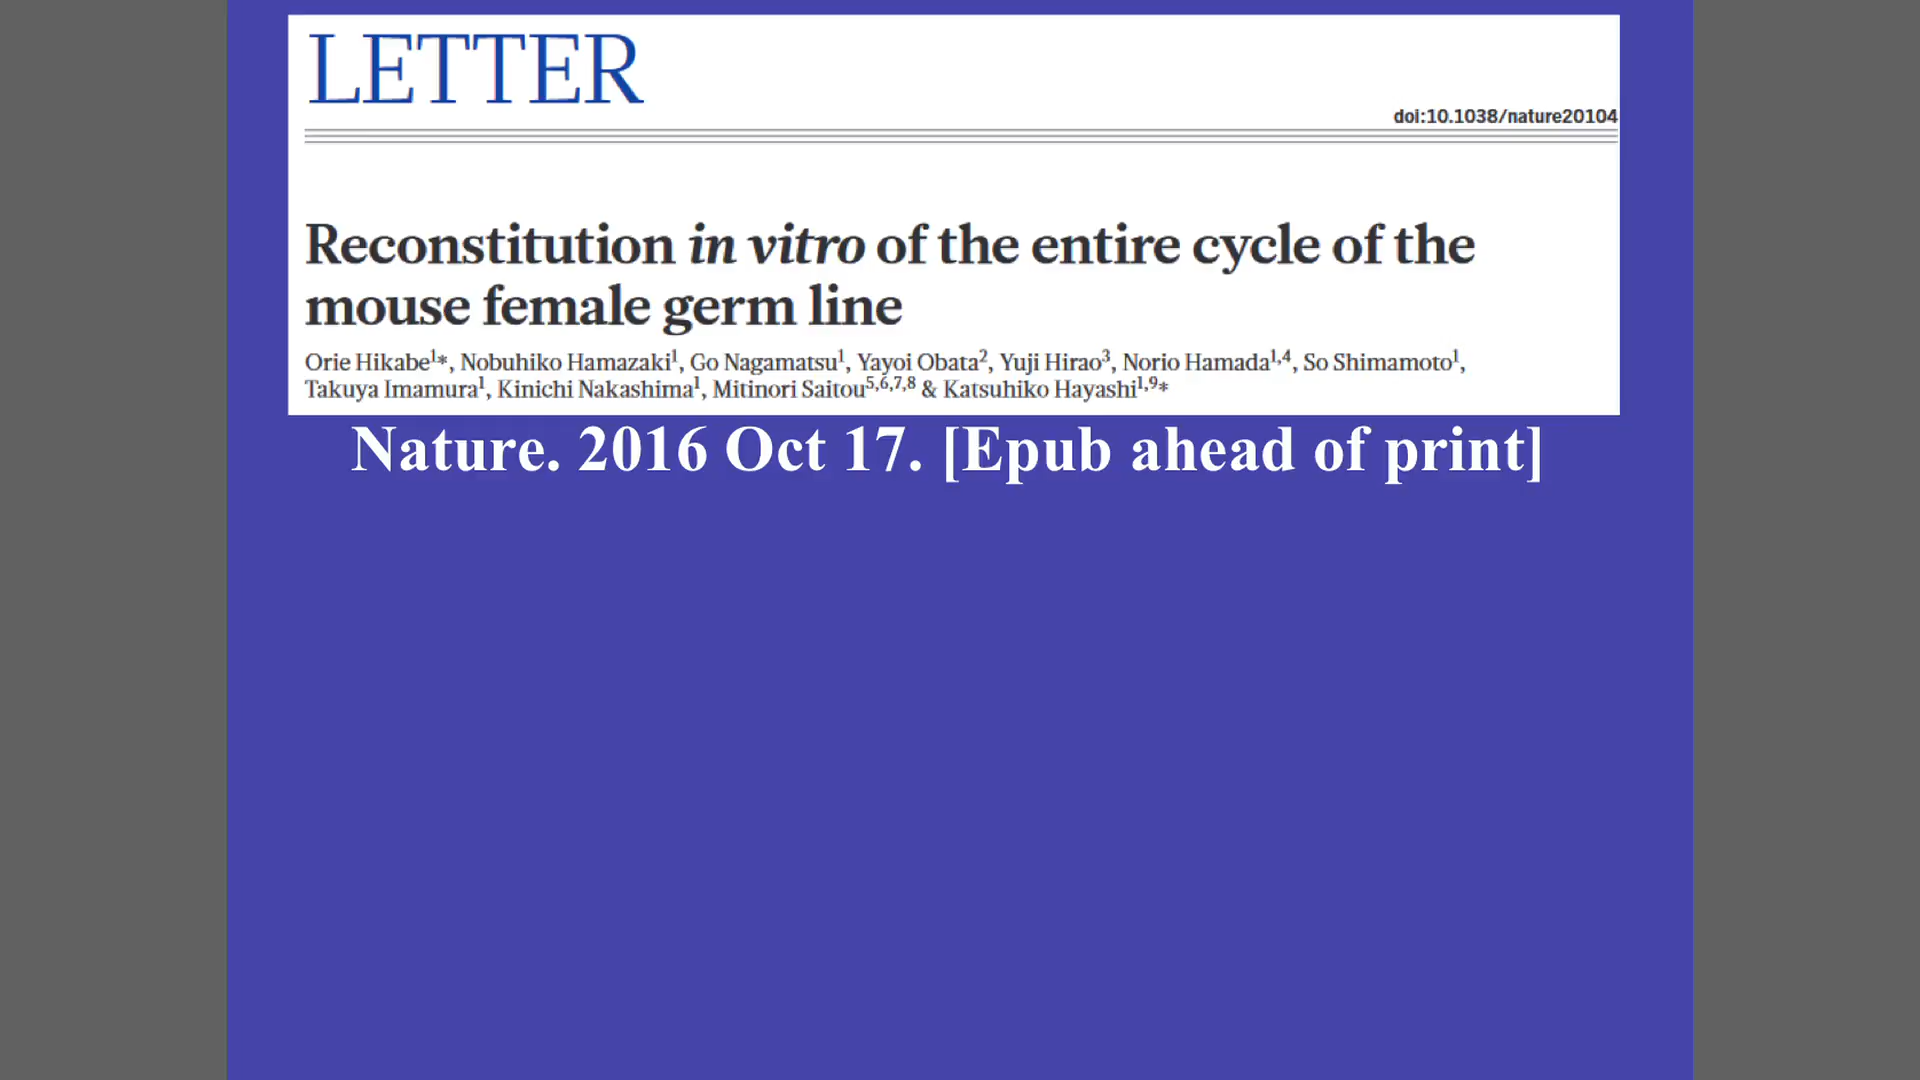 LETTER
doi:10.1038/nature20104
Reconstitution in vitro of the entire cycle of the
mouse female germ line
Orie Hikabe1*, Nobuhiko Hamazaki1, Go Nagamatsu1, Yayoi Obata2, Yuji Hirao3, Norio Hamada1,4, So Shimamoto1,
Takuya Imamura1, Kinichi Nakashima1, Mitinori Saitou5,6,7,8 & Katsuhiko Hayashi1,9*
Nature. 2016 Oct 17. [Epub ahead of print]